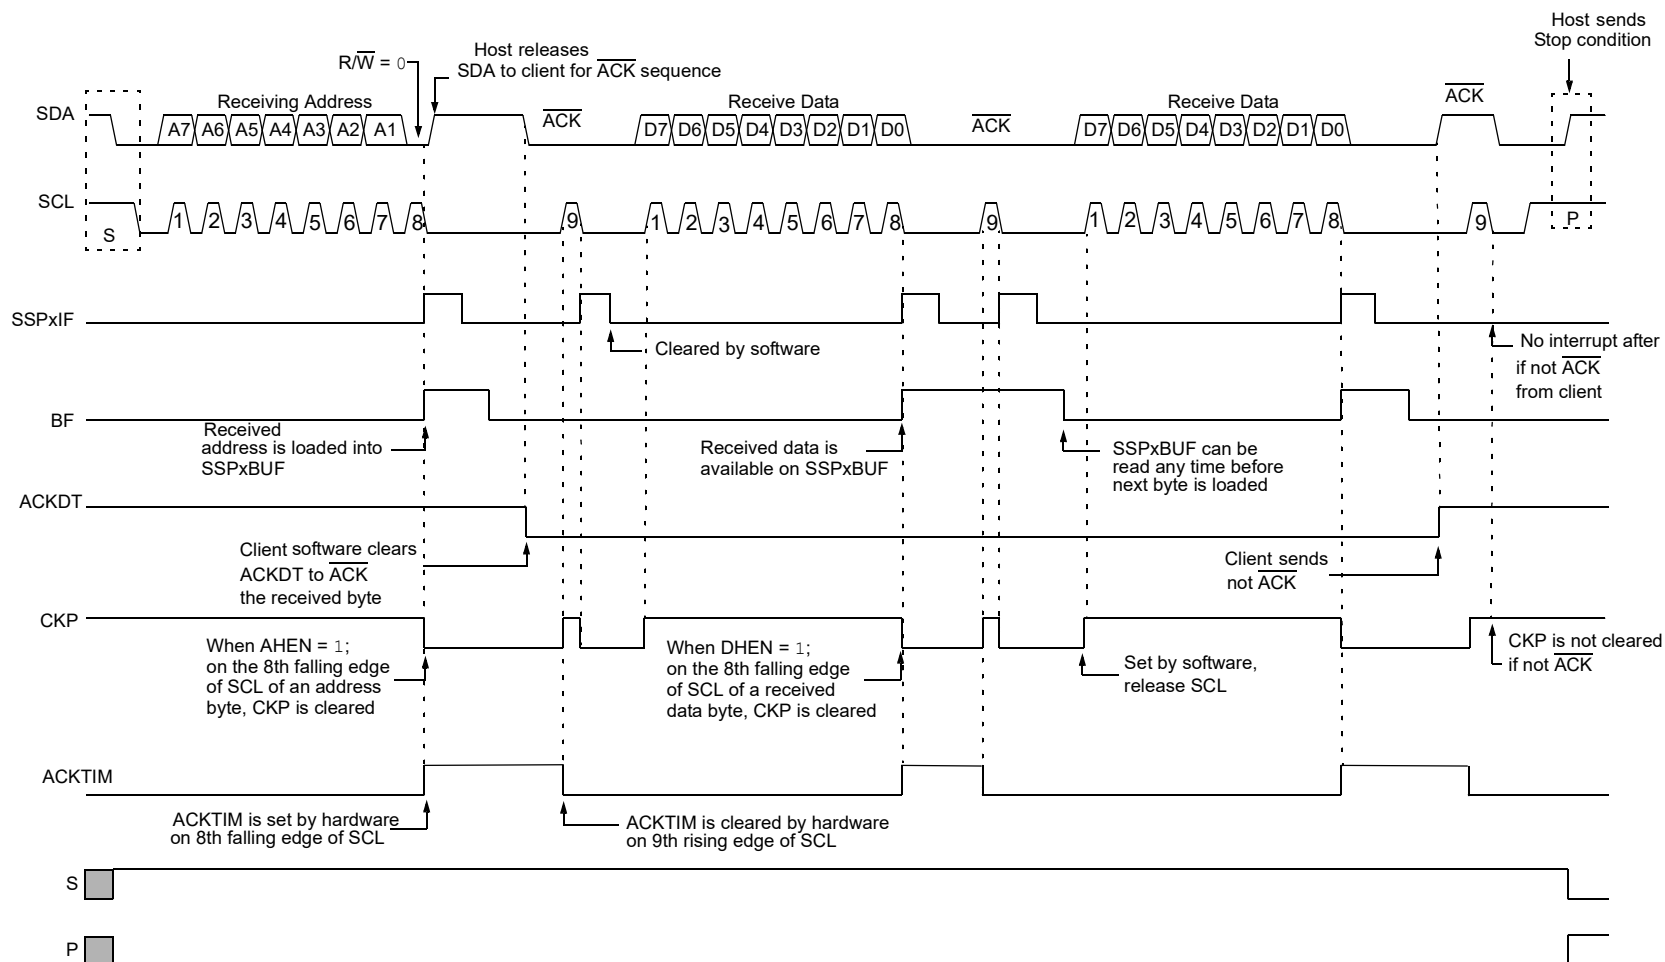 Host sends
Stop condition
R/W = 0
Host releases
SDA to client for ACK sequence
SDA
Receiving Address
ACK
Receive Data
ACK
Receive Data
ACK
A7 A6 A5 A4 A3 A2 A1
D7 D6 D5 D4 D3 D2 D1 D0
D7 D6 D5 D4 D3 D2 D1 D0
SCL
S
1 2 3 4 5 6 7 8 9
1 2 3 4 5 6 7 8 9
1 2 3 4 5 6 7 8 9
P
SSPxIF
Cleared by software
No interrupt after
if not ACK
from client
BF
Received
address is loaded into
SSPxBUF
Received data is
available on SSPxBUF
SSPxBUF can be
read any time before
next byte is loaded
ACKDT
Client software clears
ACKDT to ACK
the received byte
Client sends
not ACK
CKP
When AHEN = 1;
on the 8th falling edge
of SCL of an address
byte, CKP is cleared
When DHEN = 1;
on the 8th falling edge
of SCL of a received
data byte, CKP is cleared
Set by software,
release SCL
CKP is not cleared
if not ACK
ACKTIM
ACKTIM is set by hardware
on 8th falling edge of SCL
ACKTIM is cleared by hardware
on 9th rising edge of SCL
S
P